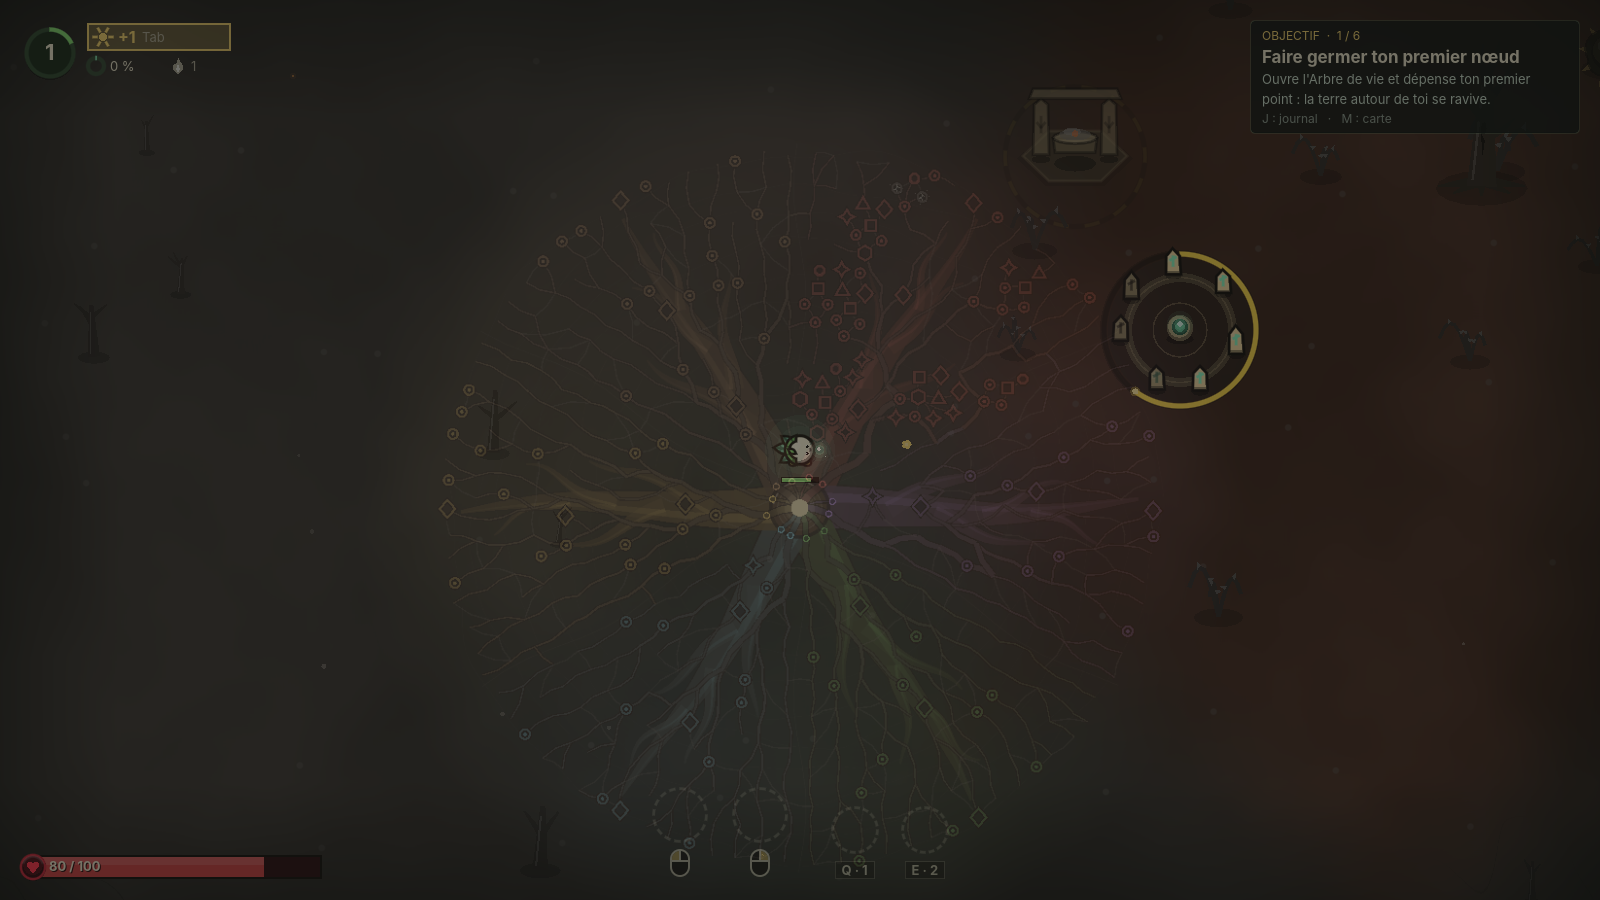 1
+1 Tab
0 % 1
OBJECTIF · 1 / 6
Faire germer ton premier nœud
Ouvre l'Arbre de vie et dépense ton premier
point : la terre autour de toi se ravive.
J : journal · M : carte
80 / 100
Q · 1
E · 2